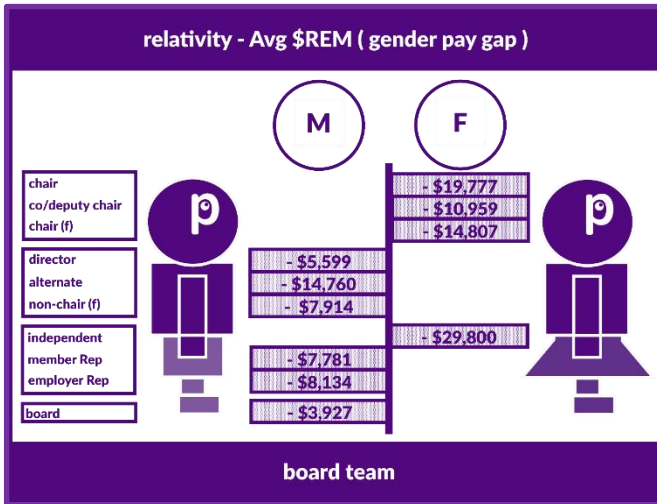 relativity - Avg $REM ( gender pay gap )
M F
chair - $19,777
co/deputy chair - $10,959
chair (f) - $14,807
p p
director - $5,599
alternate - $14,760
non-chair (f) - $7,914
independent - $29,800
member Rep - $7,781
employer Rep - $8,134
board - $3,927
board team